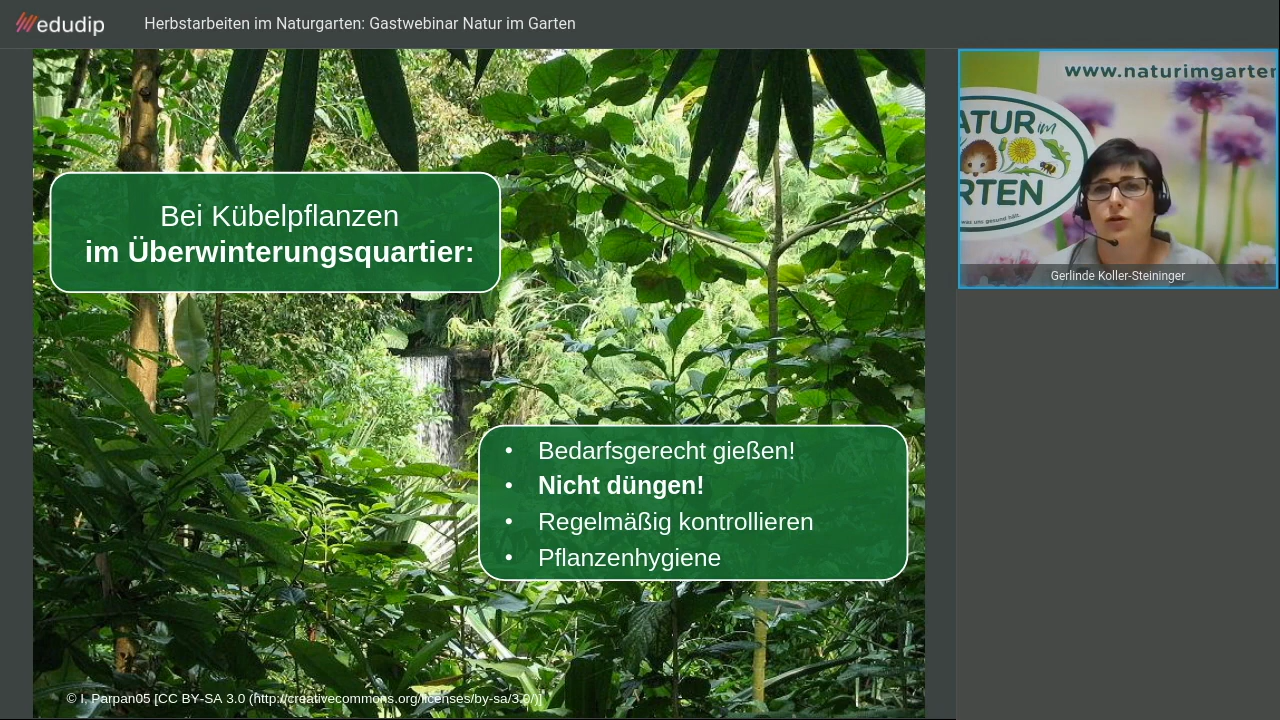 edudip
Herbstarbeiten im Naturgarten: Gastwebinar Natur im Garten
www.naturimgarten
NATUR im
GARTEN
was uns gesund hält.
Gerlinde Koller-Steininger
Bei Kübelpflanzen
im Überwinterungsquartier:
• Bedarfsgerecht gießen!
• Nicht düngen!
• Regelmäßig kontrollieren
• Pflanzenhygiene
© I, Parpan05 [CC BY-SA 3.0 (http://creativecommons.org/licenses/by-sa/3.0/)]